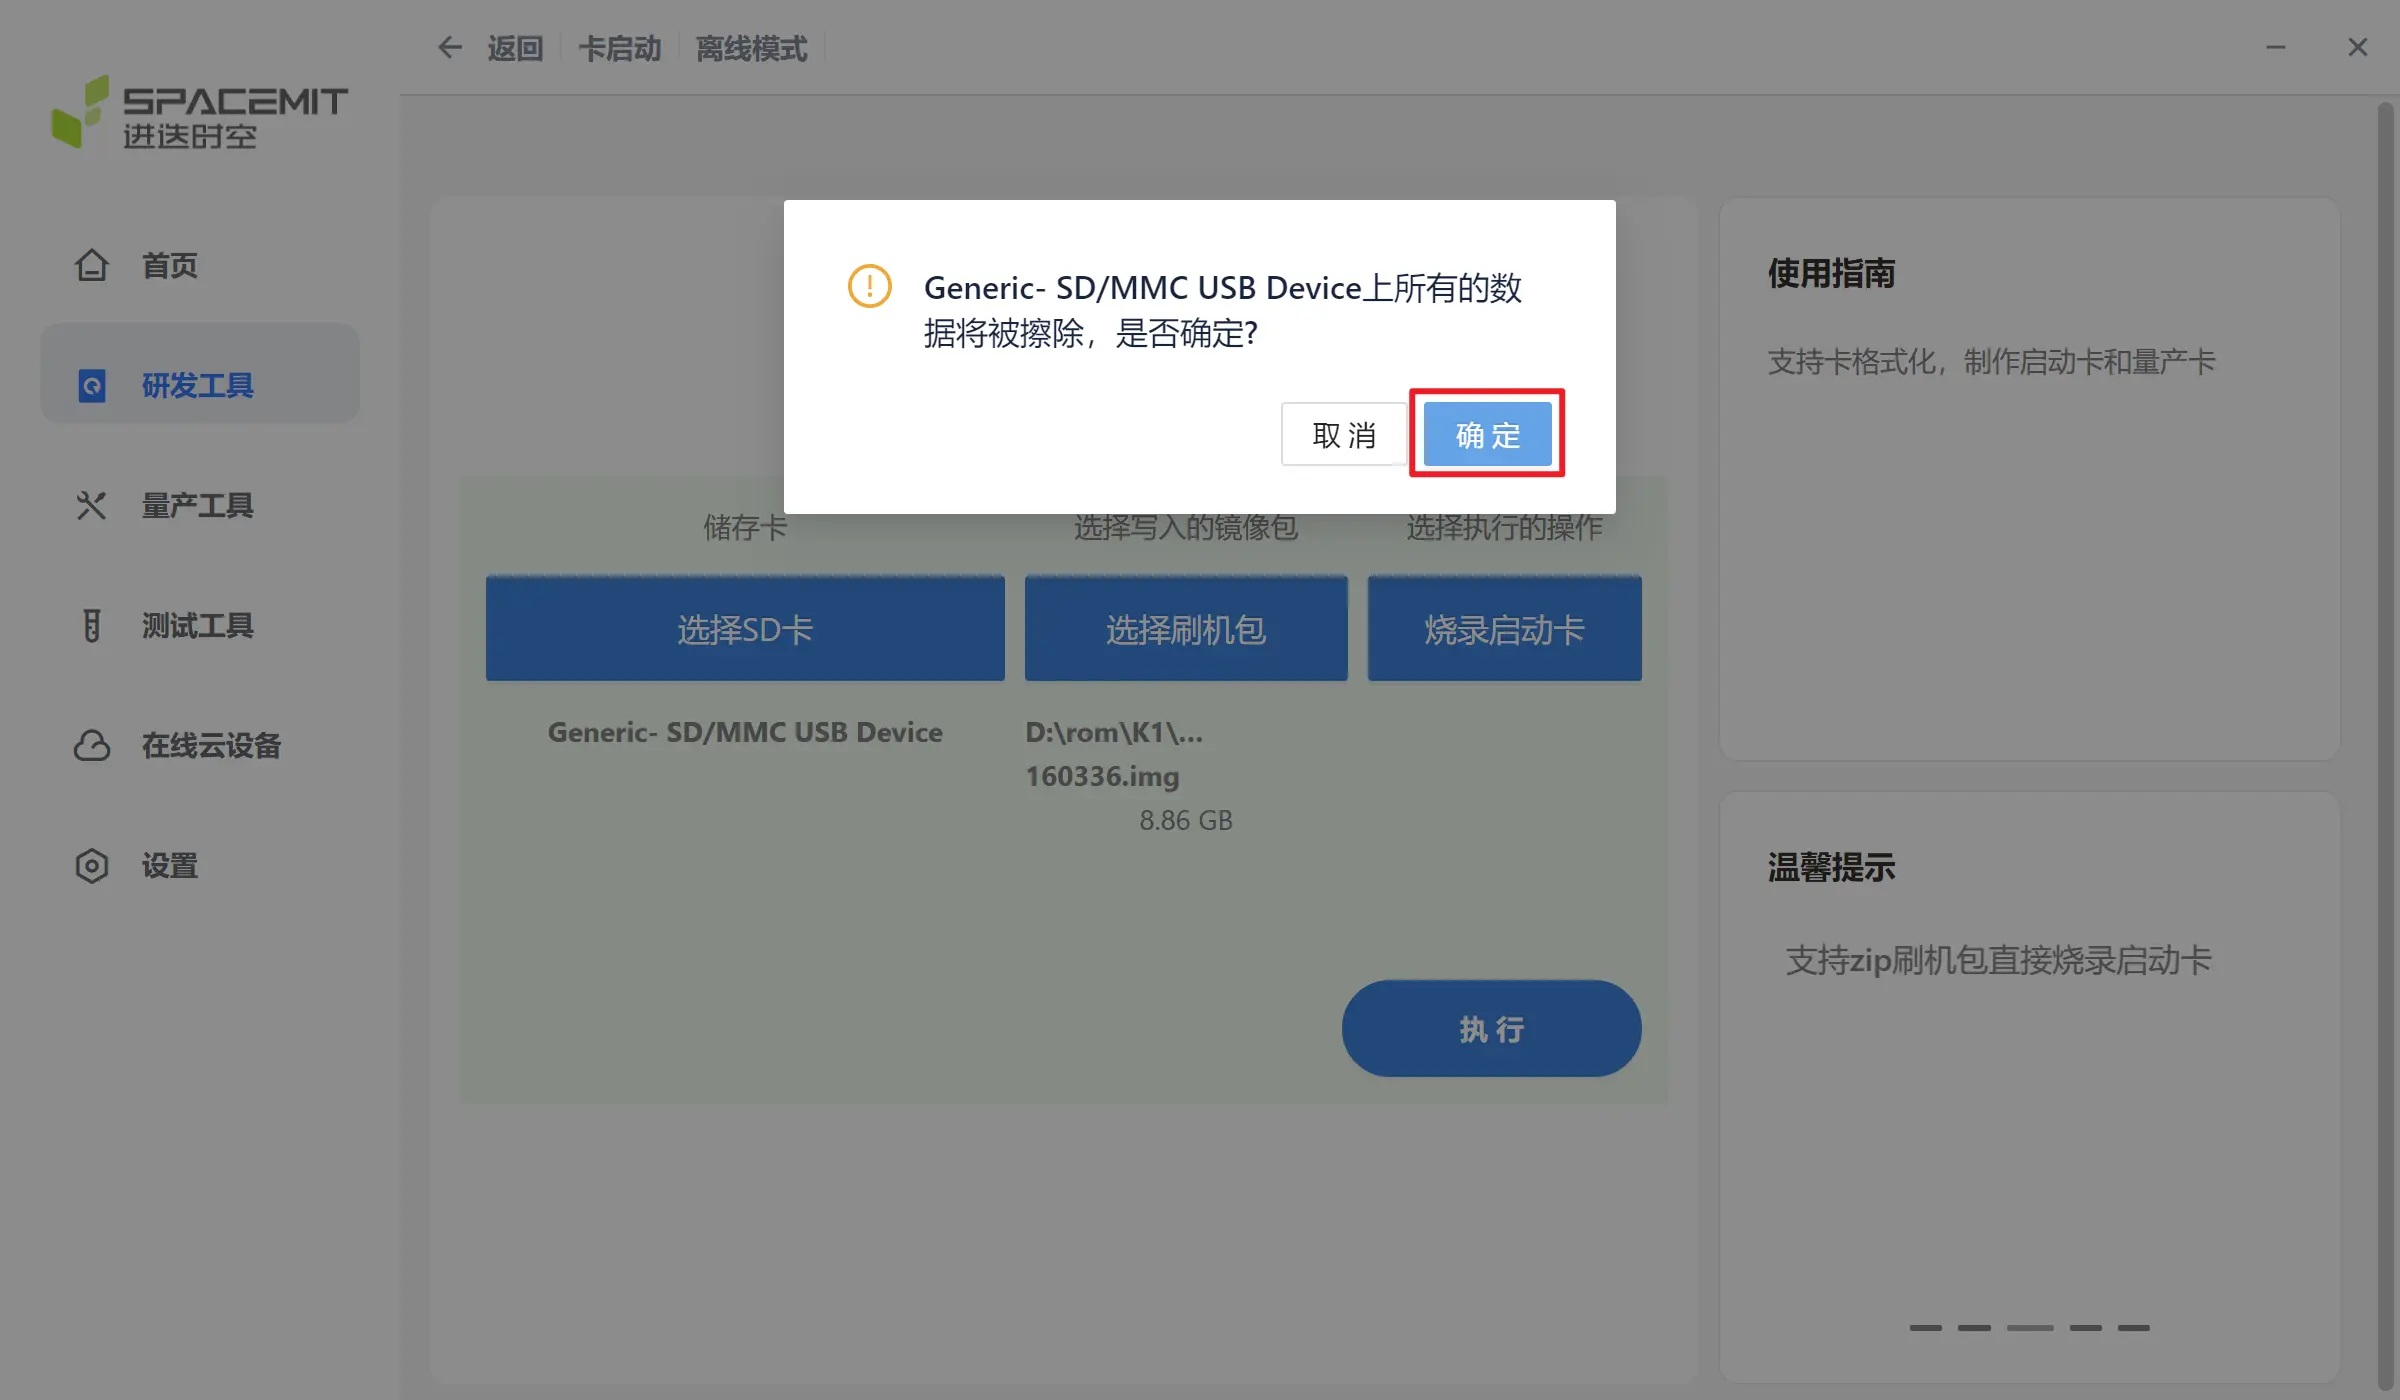 返回 卡启动 离线模式
SPACEMIT
进迭时空
首页
研发工具
量产工具
测试工具
在线云设备
设置
Generic- SD/MMC USB Device上所有的数
据将被擦除，是否确定?
取 消 确 定
储存卡 选择写入的镜像包 选择执行的操作
选择SD卡 选择刷机包 烧录启动卡
Generic- SD/MMC USB Device
D:\rom\K1\...
160336.img
8.86 GB
执 行
使用指南
支持卡格式化，制作启动卡和量产卡
温馨提示
支持zip刷机包直接烧录启动卡